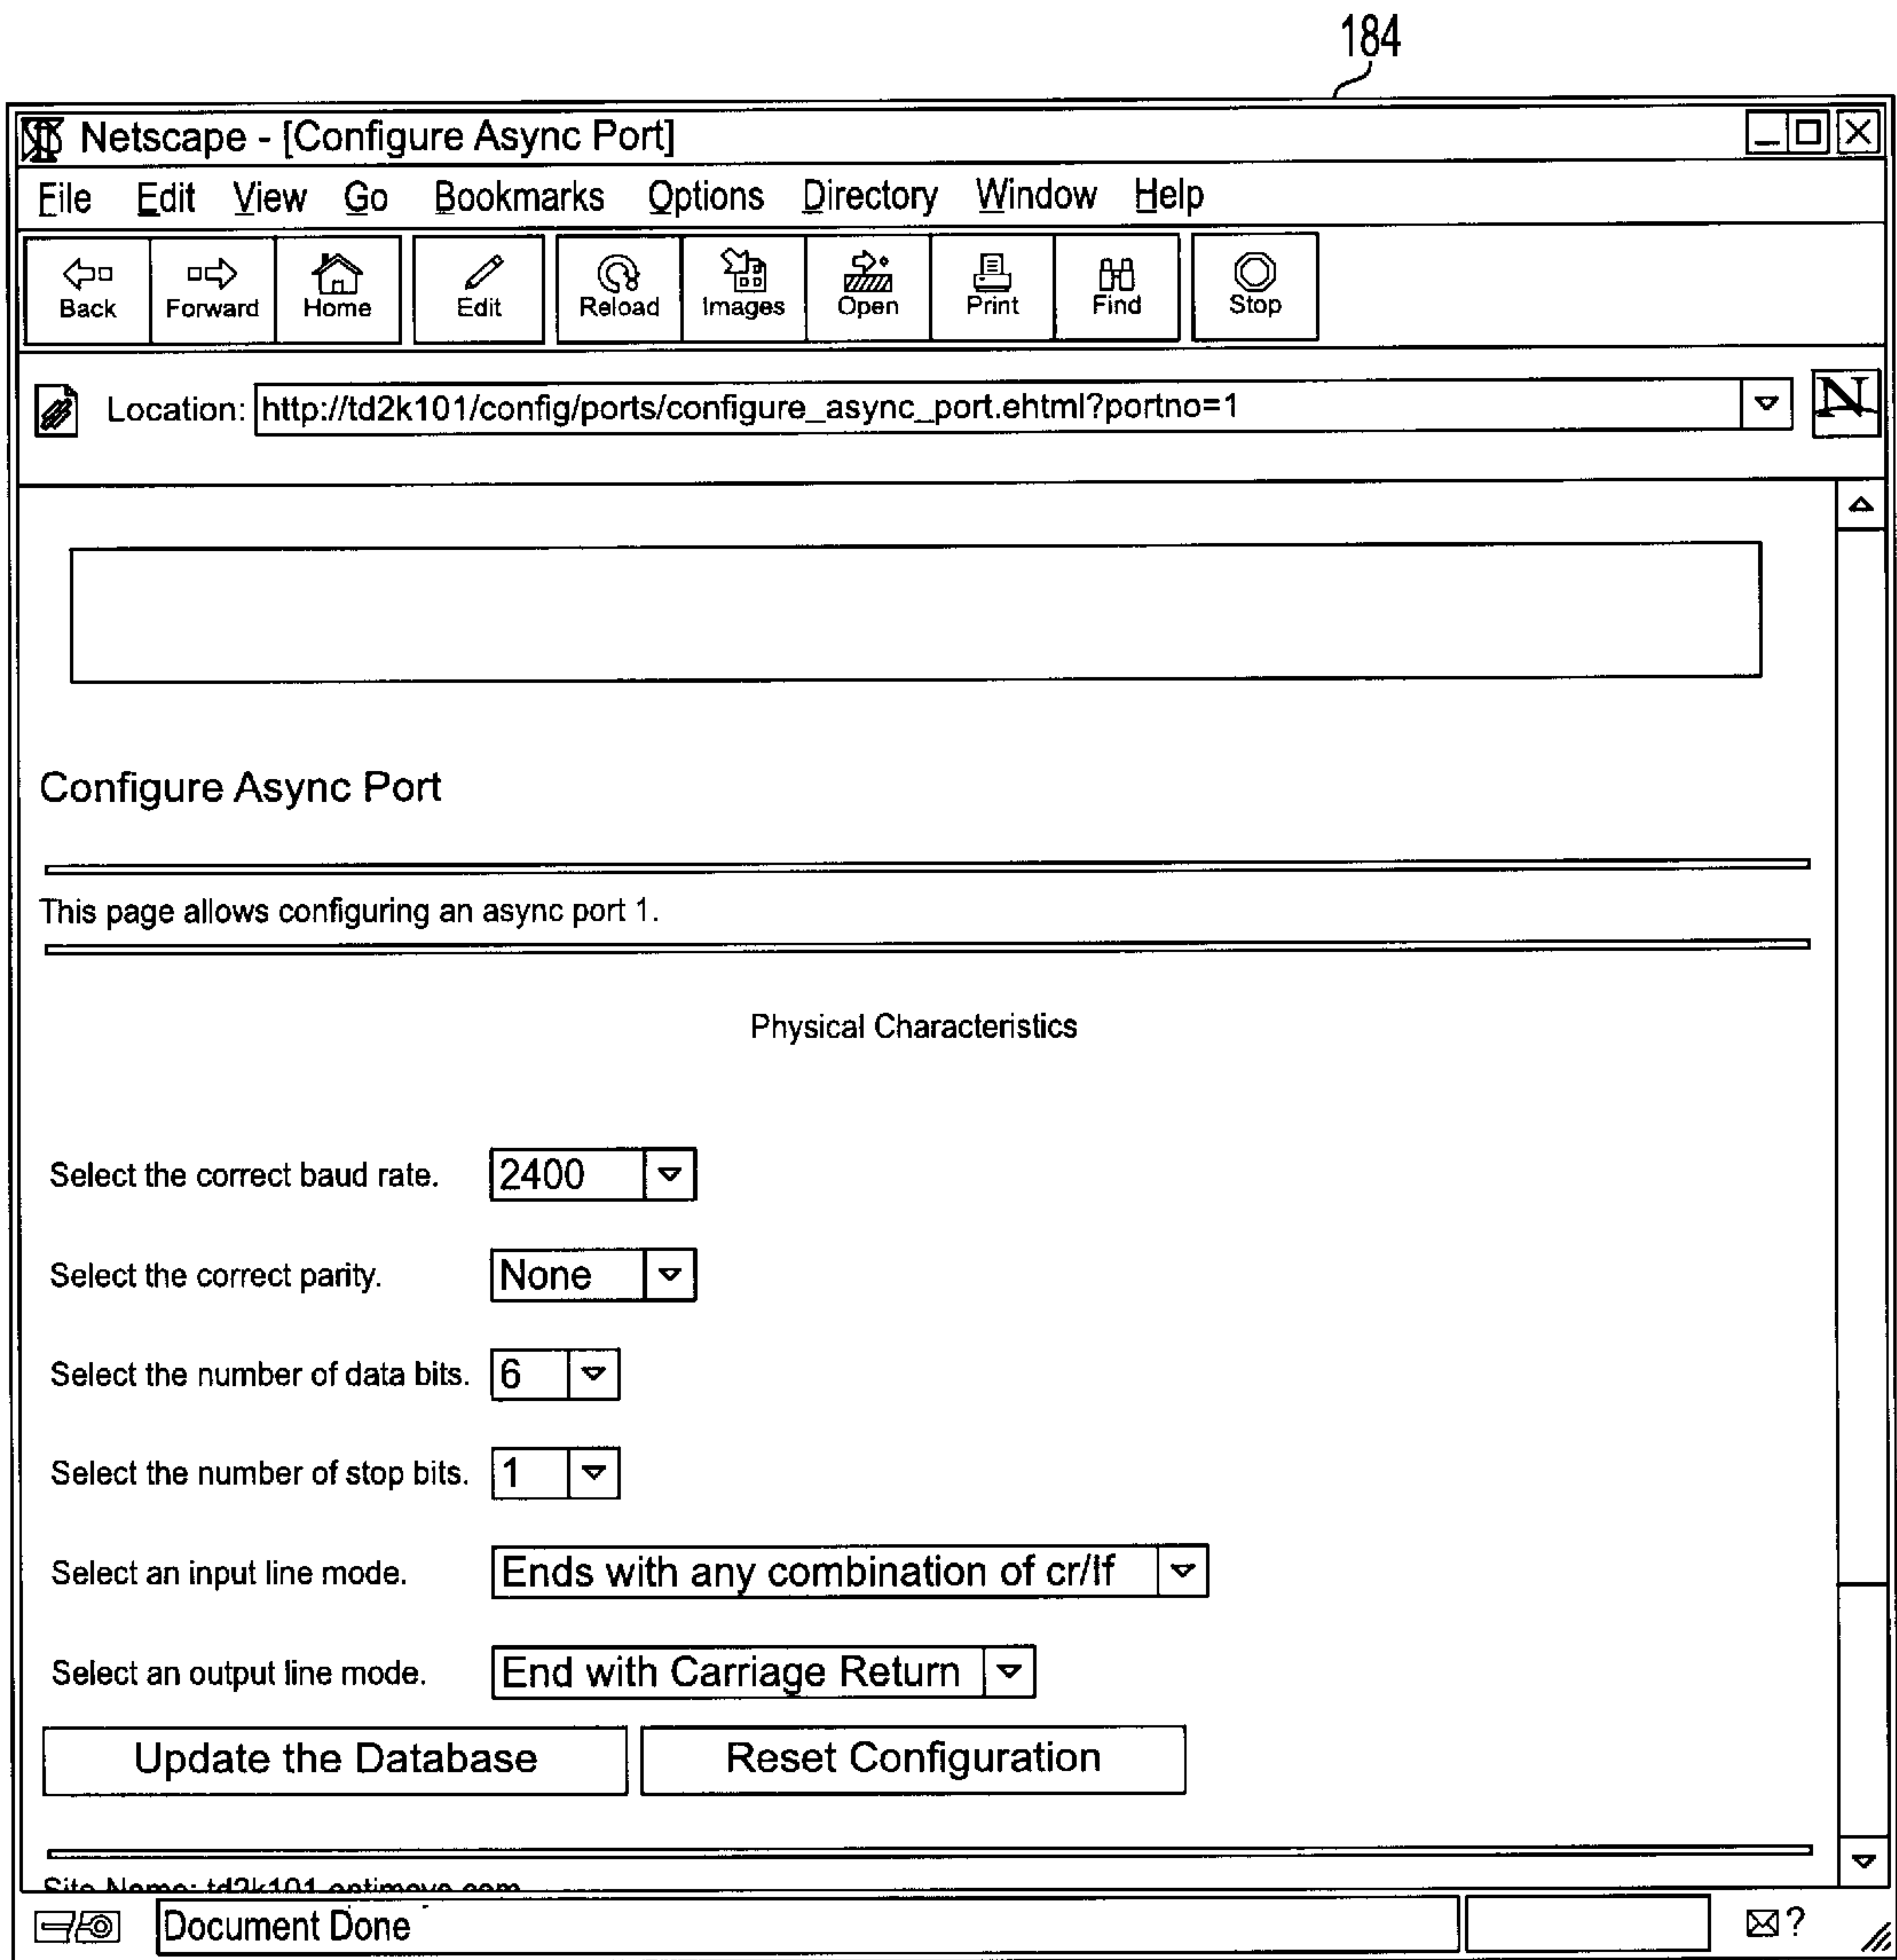 184
Netscape - [Configure Async Port]
File Edit View Go Bookmarks Options Directory Window Help
Back Forward Home Edit Reload Images Open Print Find Stop
Location: http://td2k101/config/ports/configure_async_port.ehtml?portno=1
N
Configure Async Port
This page allows configuring an async port 1.
Physical Characteristics
Select the correct baud rate. 2400
Select the correct parity. None
Select the number of data bits. 6
Select the number of stop bits. 1
Select an input line mode. Ends with any combination of cr/lf
Select an output line mode. End with Carriage Return
Update the Database Reset Configuration
Site Name:
Document Done
?